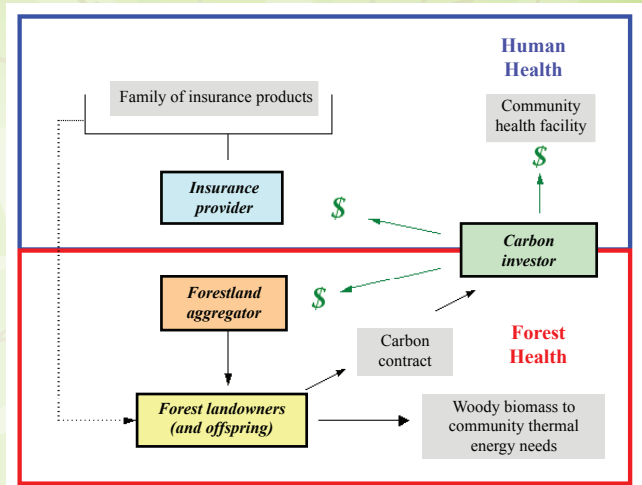 Human
Health
Family of insurance products
Community
health facility
$
Insurance
provider
$
Carbon
investor
Forestland
aggregator
$
Carbon
contract
Forest
Health
Forest landowners
(and offspring)
Woody biomass to
community thermal
energy needs